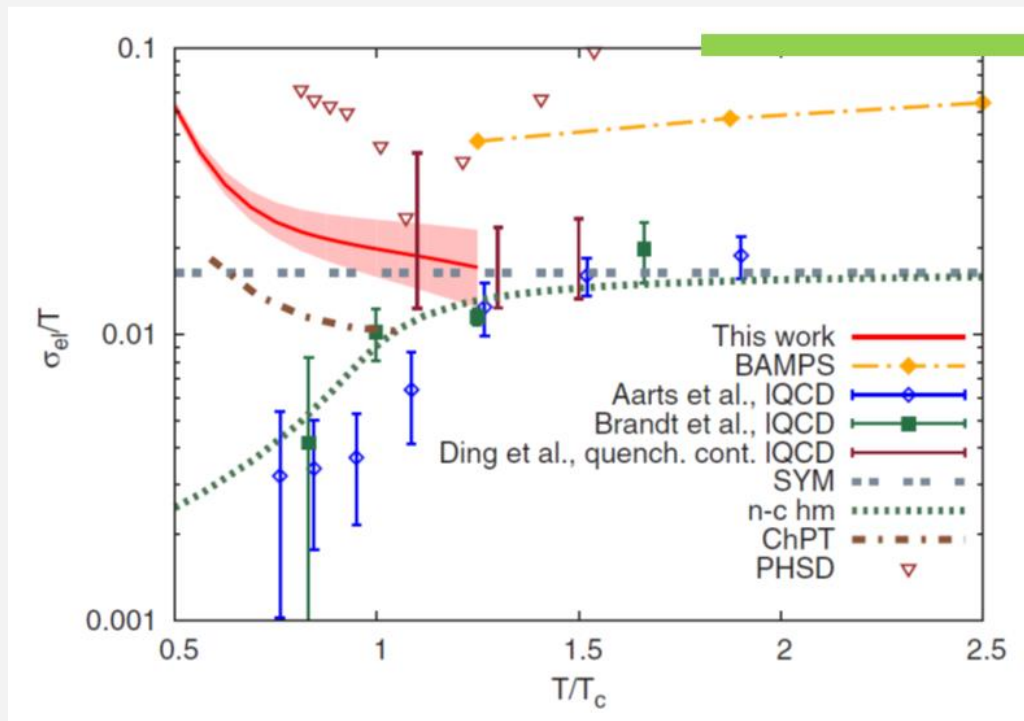 0.1
0.01
0.001
σel/T
0.5
1
1.5
2
2.5
T/Tc
This work
BAMPS
Aarts et al., lQCD
Brandt et al., lQCD
Ding et al., quench. cont. lQCD
SYM
n-c hm
ChPT
PHSD